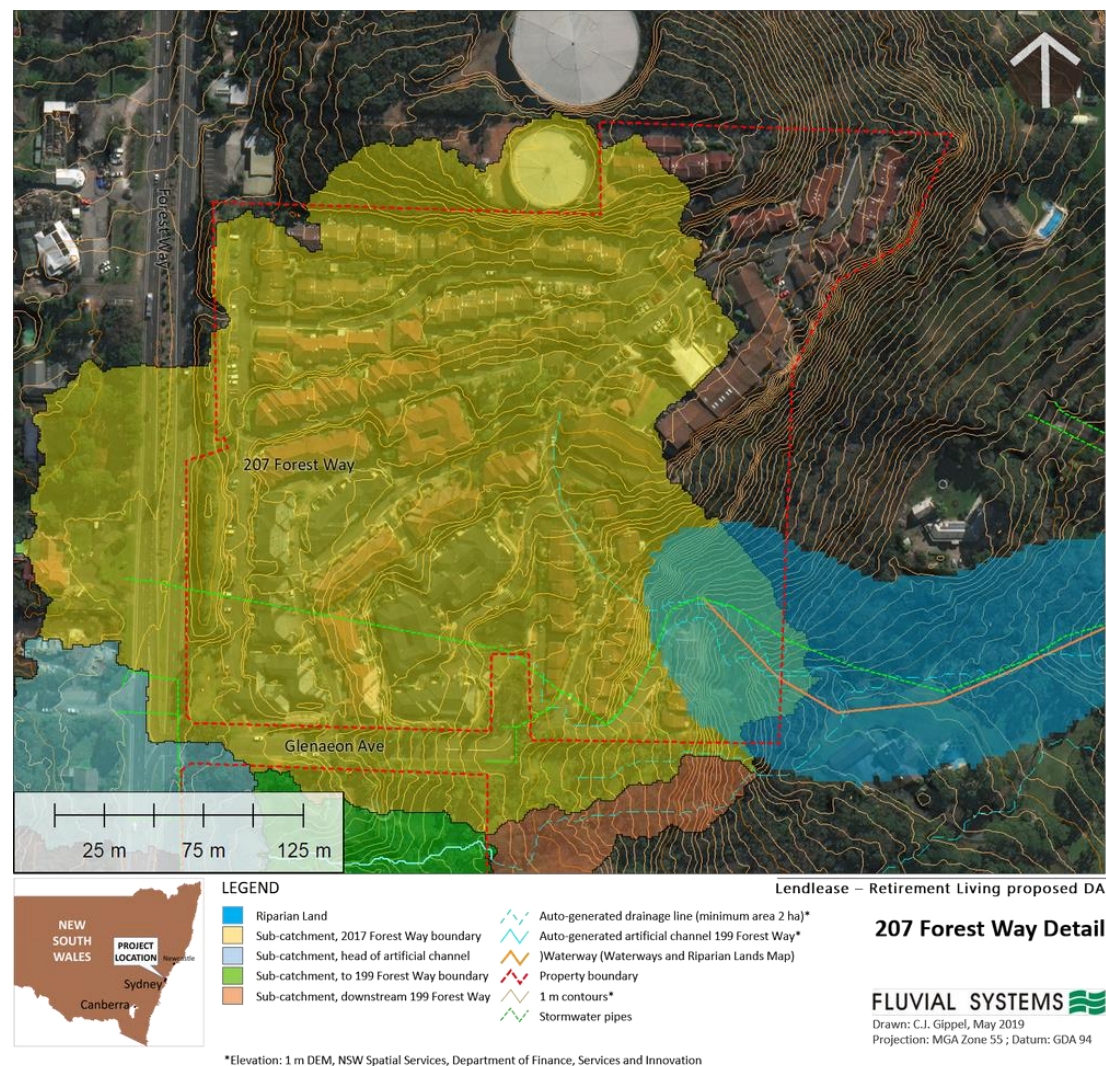 Forest Way
207 Forest Way
Glenaeon Ave
25 m 75 m 125 m
NEW
SOUTH
WALES
PROJECT
LOCATION
Newcastle
Sydney
Canberra
LEGEND
Riparian Land
Sub-catchment, 2017 Forest Way boundary
Sub-catchment, head of artificial channel
Sub-catchment, to 199 Forest Way boundary
Sub-catchment, downstream 199 Forest Way
Auto-generated drainage line (minimum area 2 ha)*
Auto-generated artificial channel 199 Forest Way*
)Waterway (Waterways and Riparian Lands Map)
Property boundary
1 m contours*
Stormwater pipes
*Elevation: 1 m DEM, NSW Spatial Services, Department of Finance, Services and Innovation
Lendlease – Retirement Living proposed DA
207 Forest Way Detail
FLUVIAL SYSTEMS
Drawn: C.J. Gippel, May 2019
Projection: MGA Zone 55 ; Datum: GDA 94